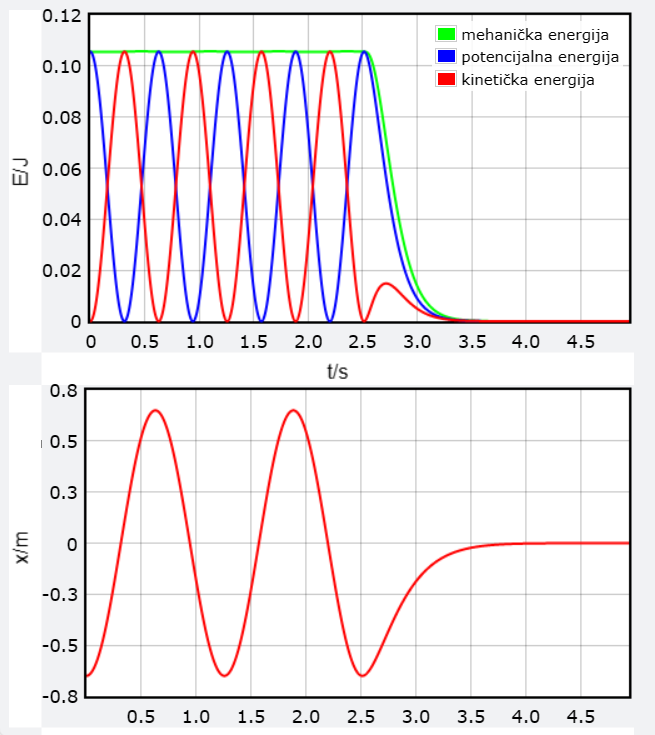 0.12
mehanička energija
potencijalna energija
kinetička energija
0.10
0.08
0.06
0.04
0.02
0
E/J
0 0.5 1.0 1.5 2.0 2.5 3.0 3.5 4.0 4.5
t/s
0.8
0.5
0.3
0
-0.3
-0.5
-0.8
x/m
0.5 1.0 1.5 2.0 2.5 3.0 3.5 4.0 4.5